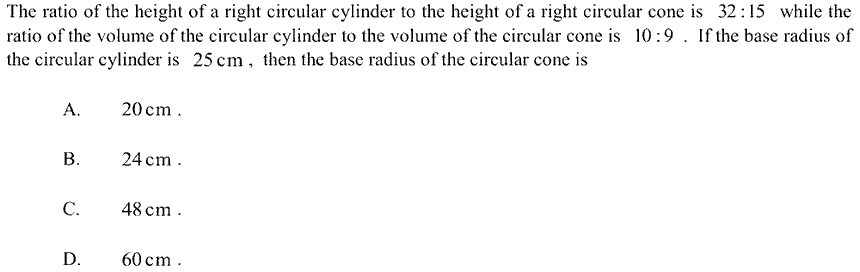 The ratio of the height of a right circular cylinder to the height of a right circular cone is 32:15 while the
ratio of the volume of the circular cylinder to the volume of the circular cone is 10:9 . If the base radius of
the circular cylinder is 25 cm , then the base radius of the circular cone is
A. 20 cm .
B. 24 cm .
C. 48 cm .
D. 60 cm .